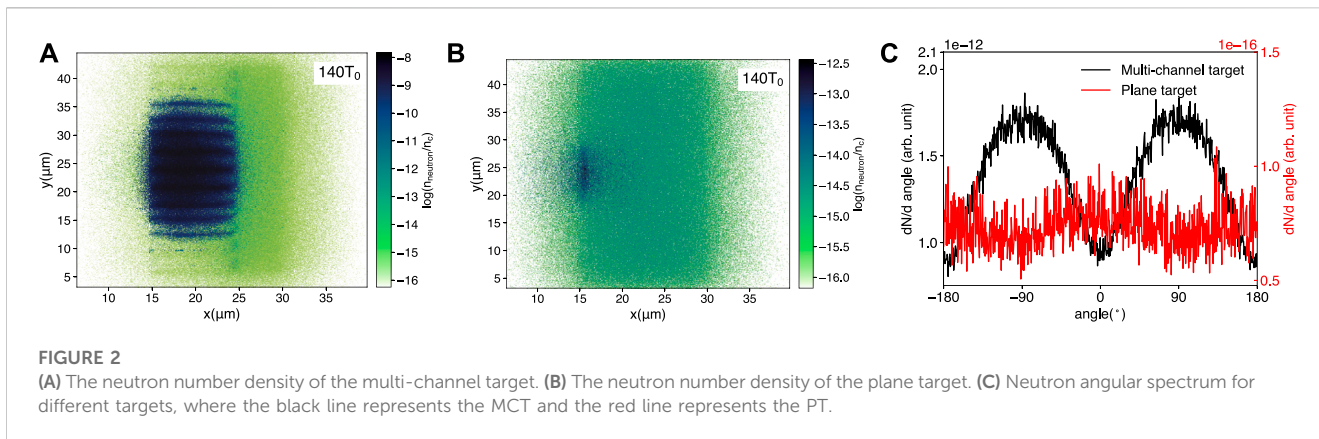 A
140T₀
40
35
30
25
20
15
10
5
y(μm)
10
15
20
25
30
35
x(μm)
−8
−9
−10
−11
−12
−13
−14
−15
−16
log(nneutron/nc)
B
140T₀
40
35
30
25
20
15
10
5
y(μm)
10
15
20
25
30
35
x(μm)
−12.5
−13.0
−13.5
−14.0
−14.5
−15.0
−15.5
−16.0
log(nneutron/nc)
C
1e−12
1e−16
2.1
2.0
1.5
1.0
dN/d angle (arb. unit)
Multi-channel target
Plane target
1.5
1.0
0.5
dN/d angle (arb. unit)
−180
−90
0
90
180
angle(°)
FIGURE 2
(A) The neutron number density of the multi-channel target. (B) The neutron number density of the plane target. (C) Neutron angular spectrum for
different targets, where the black line represents the MCT and the red line represents the PT.